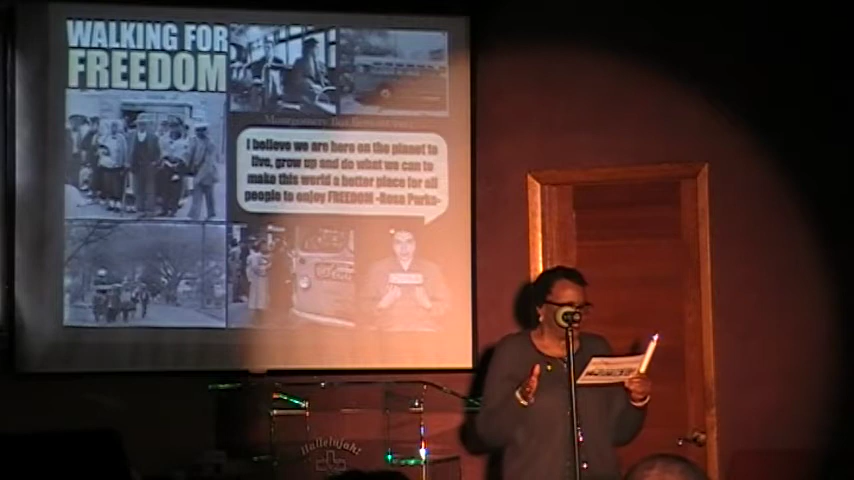 WALKING FOR
FREEDOM
I believe we are here on the planet to
live, grow up and do what we can to
make this world a better place for all
people to enjoy FREEDOM -Rosa Parks-
Hallelujah!